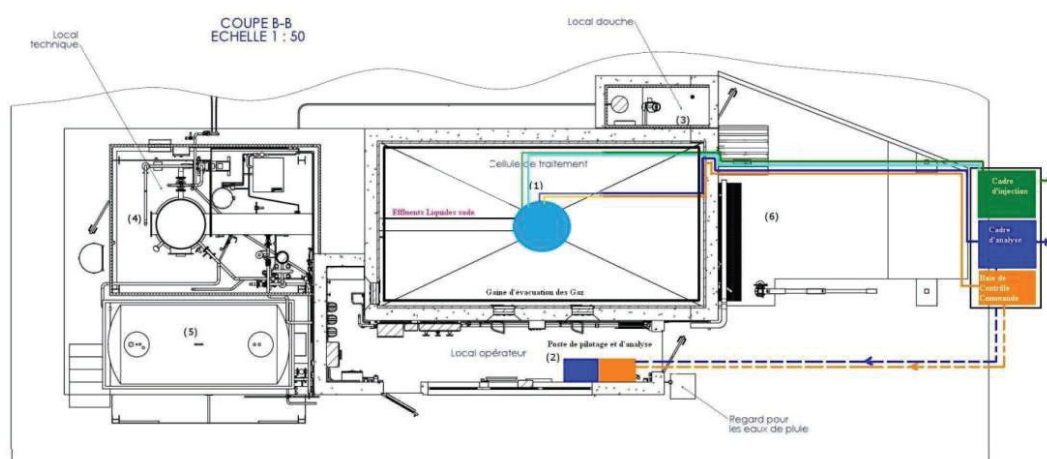 COUPE B-B
ECHELLE 1 : 50
Local
technique
Local douche
(3)
Cellule de traitement
(1)
(4)
Effluents Liquides sode
(6)
Cadre
d'injection
Cadre
d'analyse
Baie de
Contrôle
Commande
Gaine d'évacuation des Gaz
(5)
Poste de pilotage et d'analyse
Local opérateur
(2)
Regard pour
les eaux de pluie